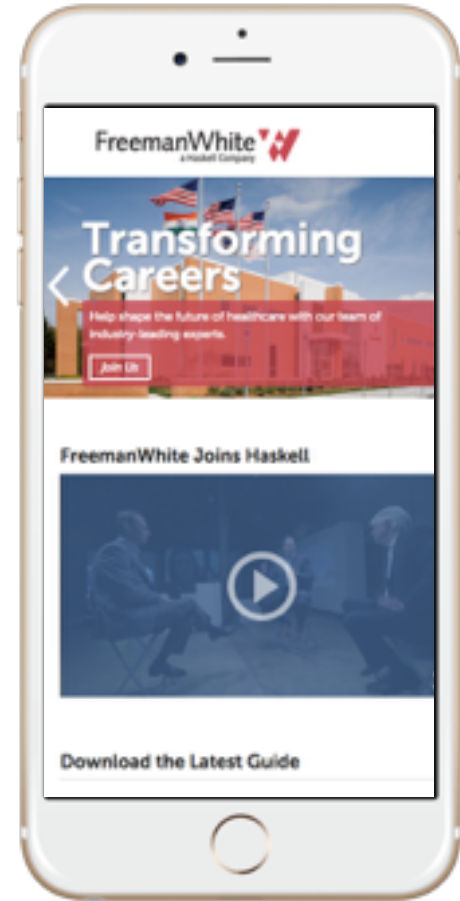 FreemanWhite
a Haskell Company
Transforming
Careers
Help shape the future of healthcare with our team of
industry-leading experts.
Join Us
FreemanWhite Joins Haskell
Download the Latest Guide